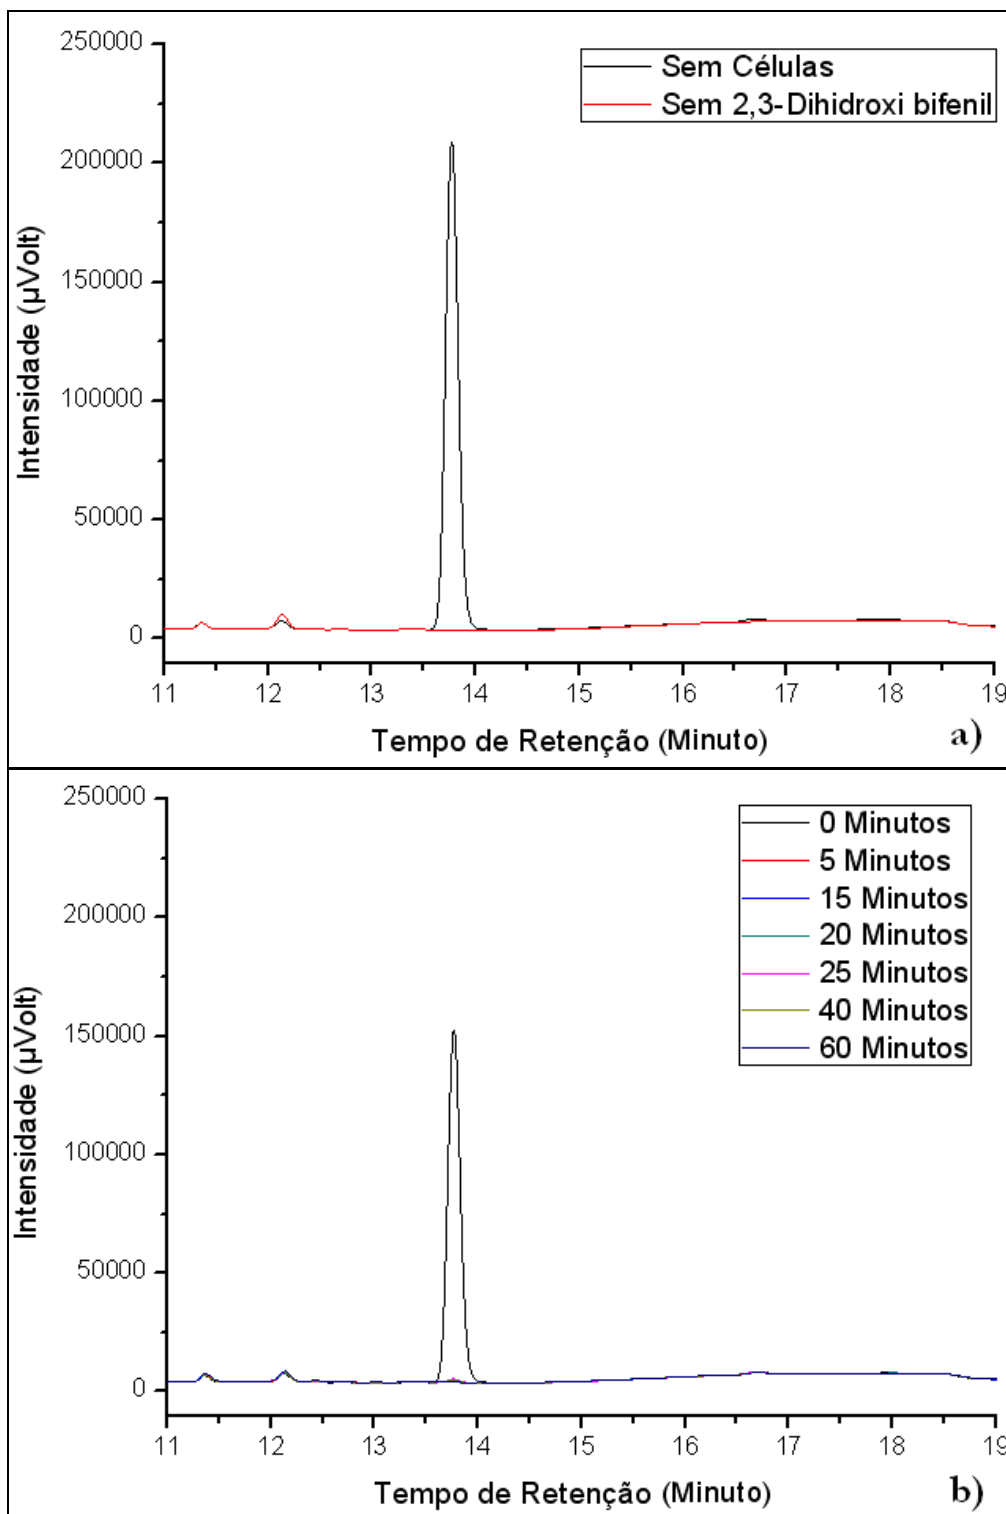 250000
200000
150000
100000
50000
0
Intensidade (µVolt)
Sem Células
Sem 2,3-Dihidroxi bifenil
11 12 13 14 15 16 17 18 19
Tempo de Retenção (Minuto)
a)
250000
200000
150000
100000
50000
0
Intensidade (µVolt)
0 Minutos
5 Minutos
15 Minutos
20 Minutos
25 Minutos
40 Minutos
60 Minutos
11 12 13 14 15 16 17 18 19
Tempo de Retenção (Minuto)
b)